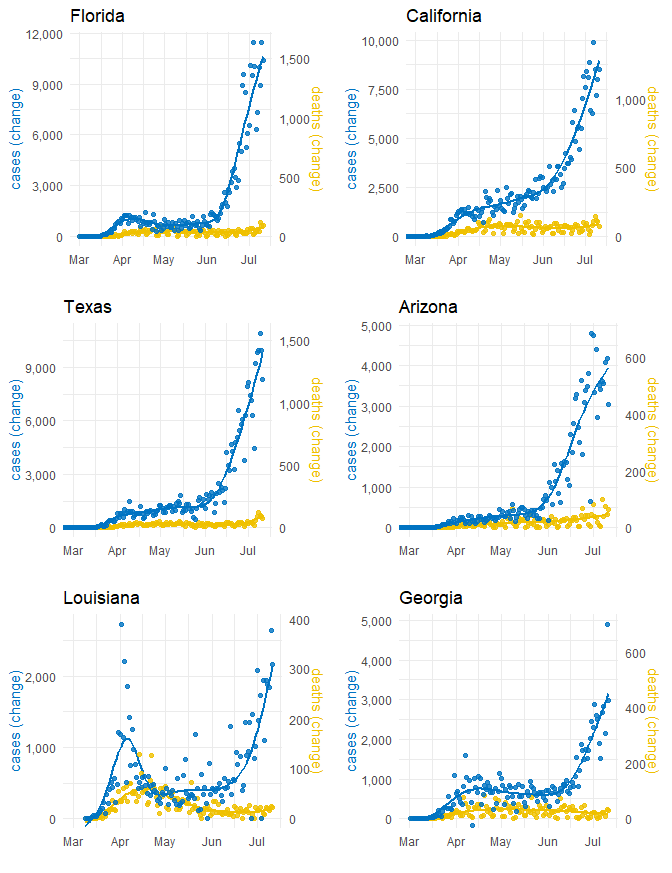 Florida
12,000
9,000
6,000
3,000
0
cases (change)
1,500
1,000
500
0
deaths (change)
Mar Apr May Jun Jul
California
10,000
7,500
5,000
2,500
0
cases (change)
1,000
500
0
deaths (change)
Mar Apr May Jun Jul
Texas
9,000
6,000
3,000
0
cases (change)
1,500
1,000
500
0
deaths (change)
Mar Apr May Jun Jul
Arizona
5,000
4,000
3,000
2,000
1,000
0
cases (change)
600
400
200
0
deaths (change)
Mar Apr May Jun Jul
Louisiana
2,000
1,000
0
cases (change)
400
300
200
100
0
deaths (change)
Mar Apr May Jun Jul
Georgia
5,000
4,000
3,000
2,000
1,000
0
cases (change)
600
400
200
0
deaths (change)
Mar Apr May Jun Jul